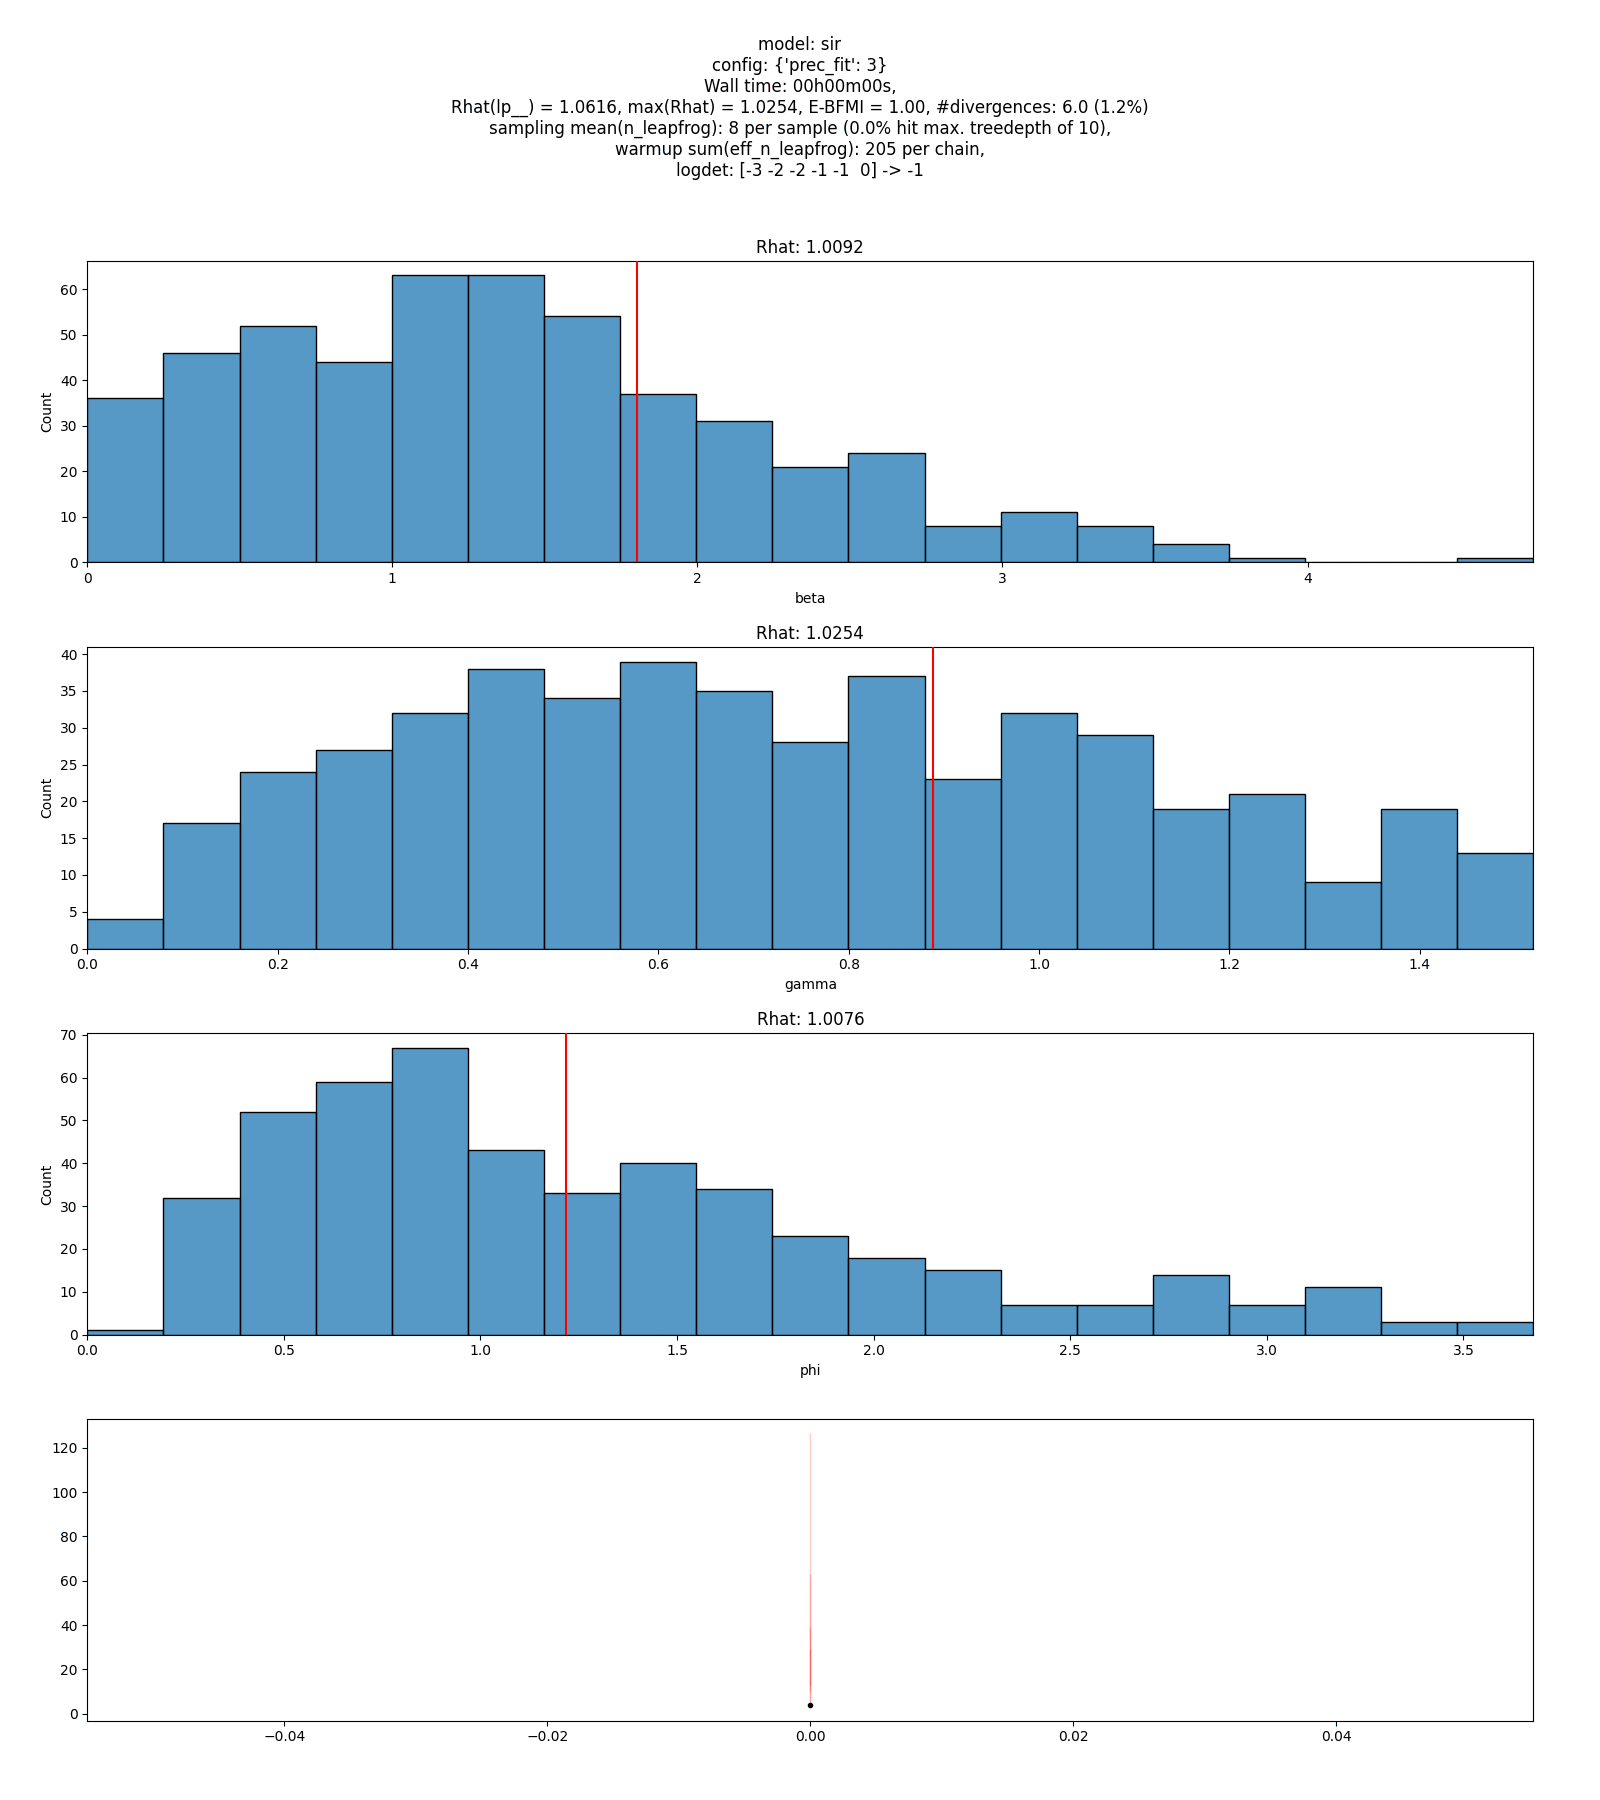 model: sir
config: {'prec_fit': 3}
Wall time: 00h00m00s,
Rhat(lp__) = 1.0616, max(Rhat) = 1.0254, E-BFMI = 1.00, #divergences: 6.0 (1.2%)
sampling mean(n_leapfrog): 8 per sample (0.0% hit max. treedepth of 10),
warmup sum(eff_n_leapfrog): 205 per chain,
logdet: [-3 -2 -2 -1 -1  0] -> -1
Rhat: 1.0092
60
50
40
30
20
10
0
Count
0 1 2 3 4
beta
Rhat: 1.0254
40
35
30
25
20
15
10
5
0
Count
0.0 0.2 0.4 0.6 0.8 1.0 1.2 1.4
gamma
Rhat: 1.0076
70
60
50
40
30
20
10
0
Count
0.0 0.5 1.0 1.5 2.0 2.5 3.0 3.5
phi
120
100
80
60
40
20
0
−0.04 −0.02 0.00 0.02 0.04